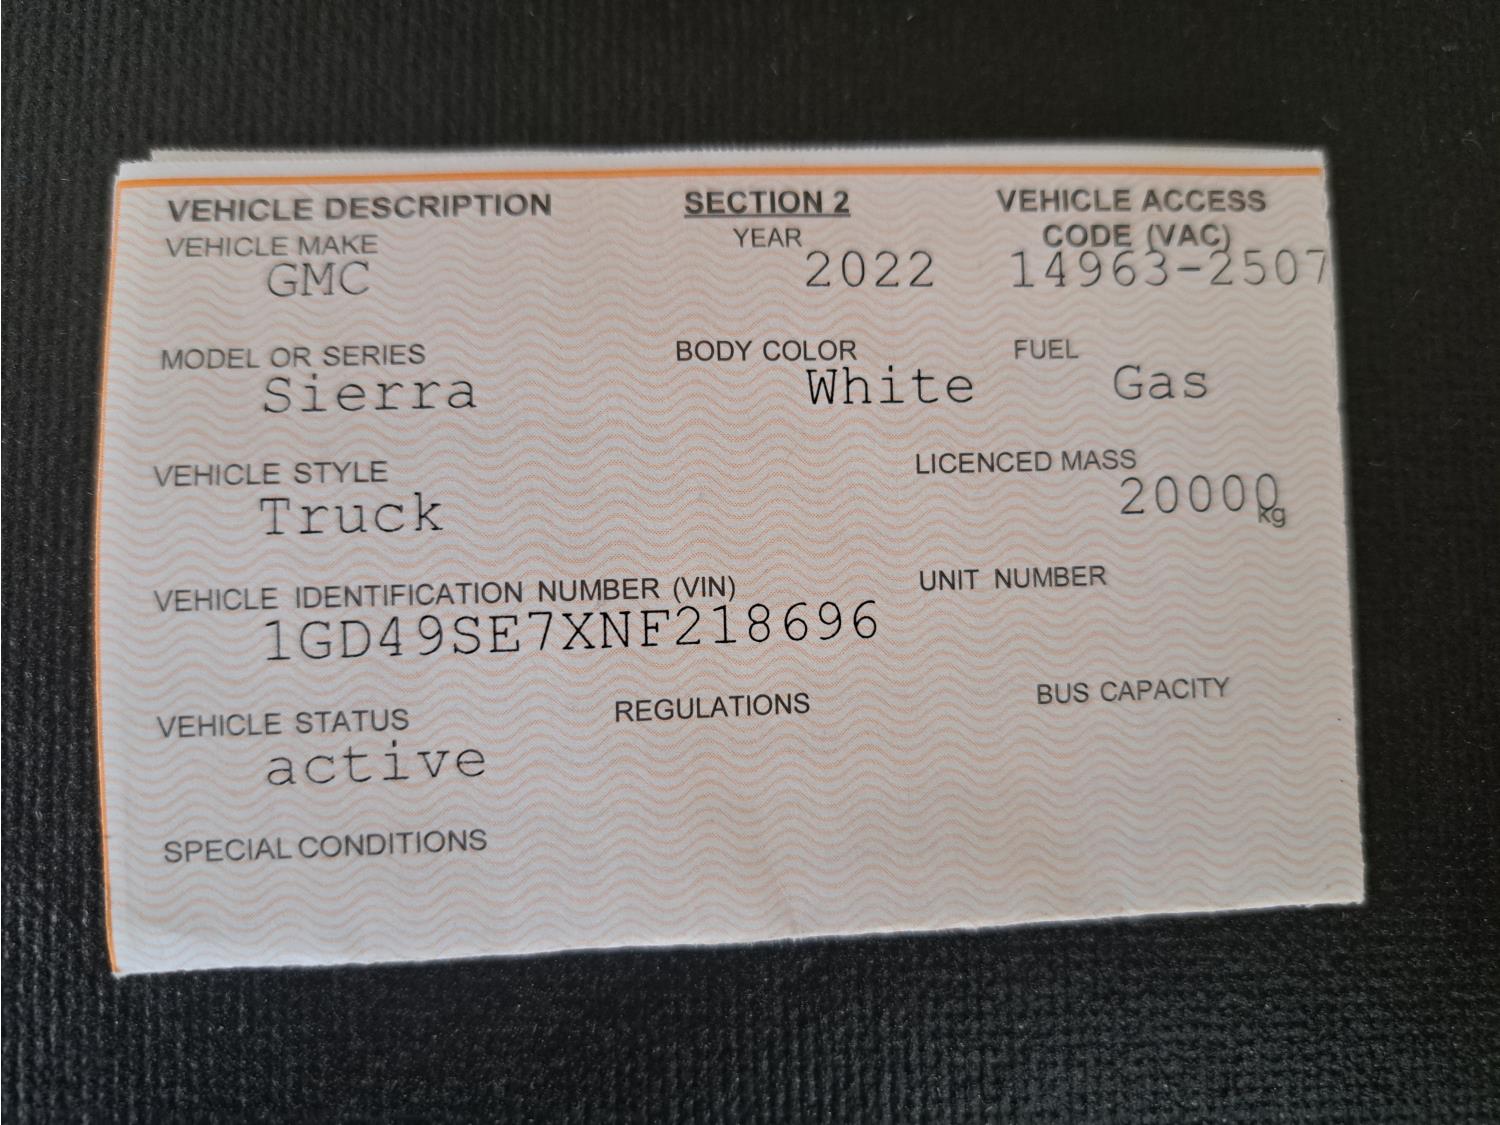 VEHICLE DESCRIPTION SECTION 2 VEHICLE ACCESS
VEHICLE MAKE YEAR CODE (VAC)
GMC 2022 14963-2507
MODEL OR SERIES BODY COLOR FUEL
Sierra White Gas
VEHICLE STYLE LICENCED MASS
Truck 20000 kg
VEHICLE IDENTIFICATION NUMBER (VIN) UNIT NUMBER
1GD49SE7XNF218696
VEHICLE STATUS REGULATIONS BUS CAPACITY
active
SPECIAL CONDITIONS